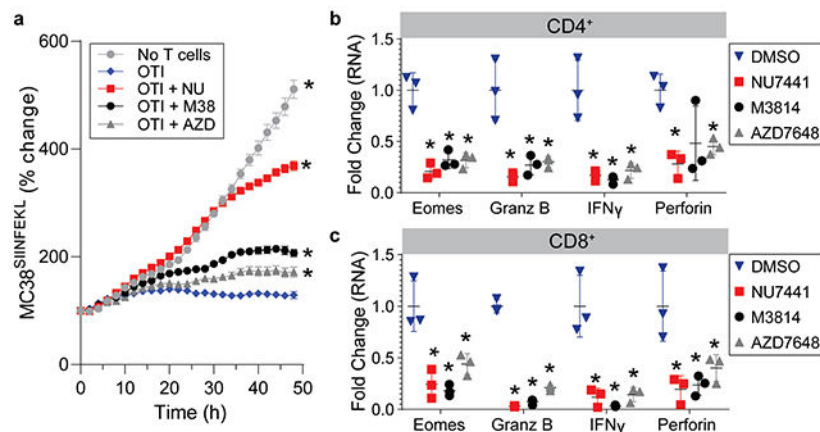 a
MC38SIINFEKL
(% change)
600
400
200
0
No T cells
OTI
OTI + NU
OTI + M38
OTI + AZD
*
*
*
*
0 10 20 30 40 50
Time (h)
b
CD4+
Fold Change (RNA)
1.5
1.0
0.5
0.0
* * *
* * *
* * *
* *
Eomes Granz B IFNγ Perforin
DMSO
NU7441
M3814
AZD7648
c
CD8+
Fold Change (RNA)
1.5
1.0
0.5
0.0
* * *
* * *
* * *
* * *
Eomes Granz B IFNγ Perforin
DMSO
NU7441
M3814
AZD7648